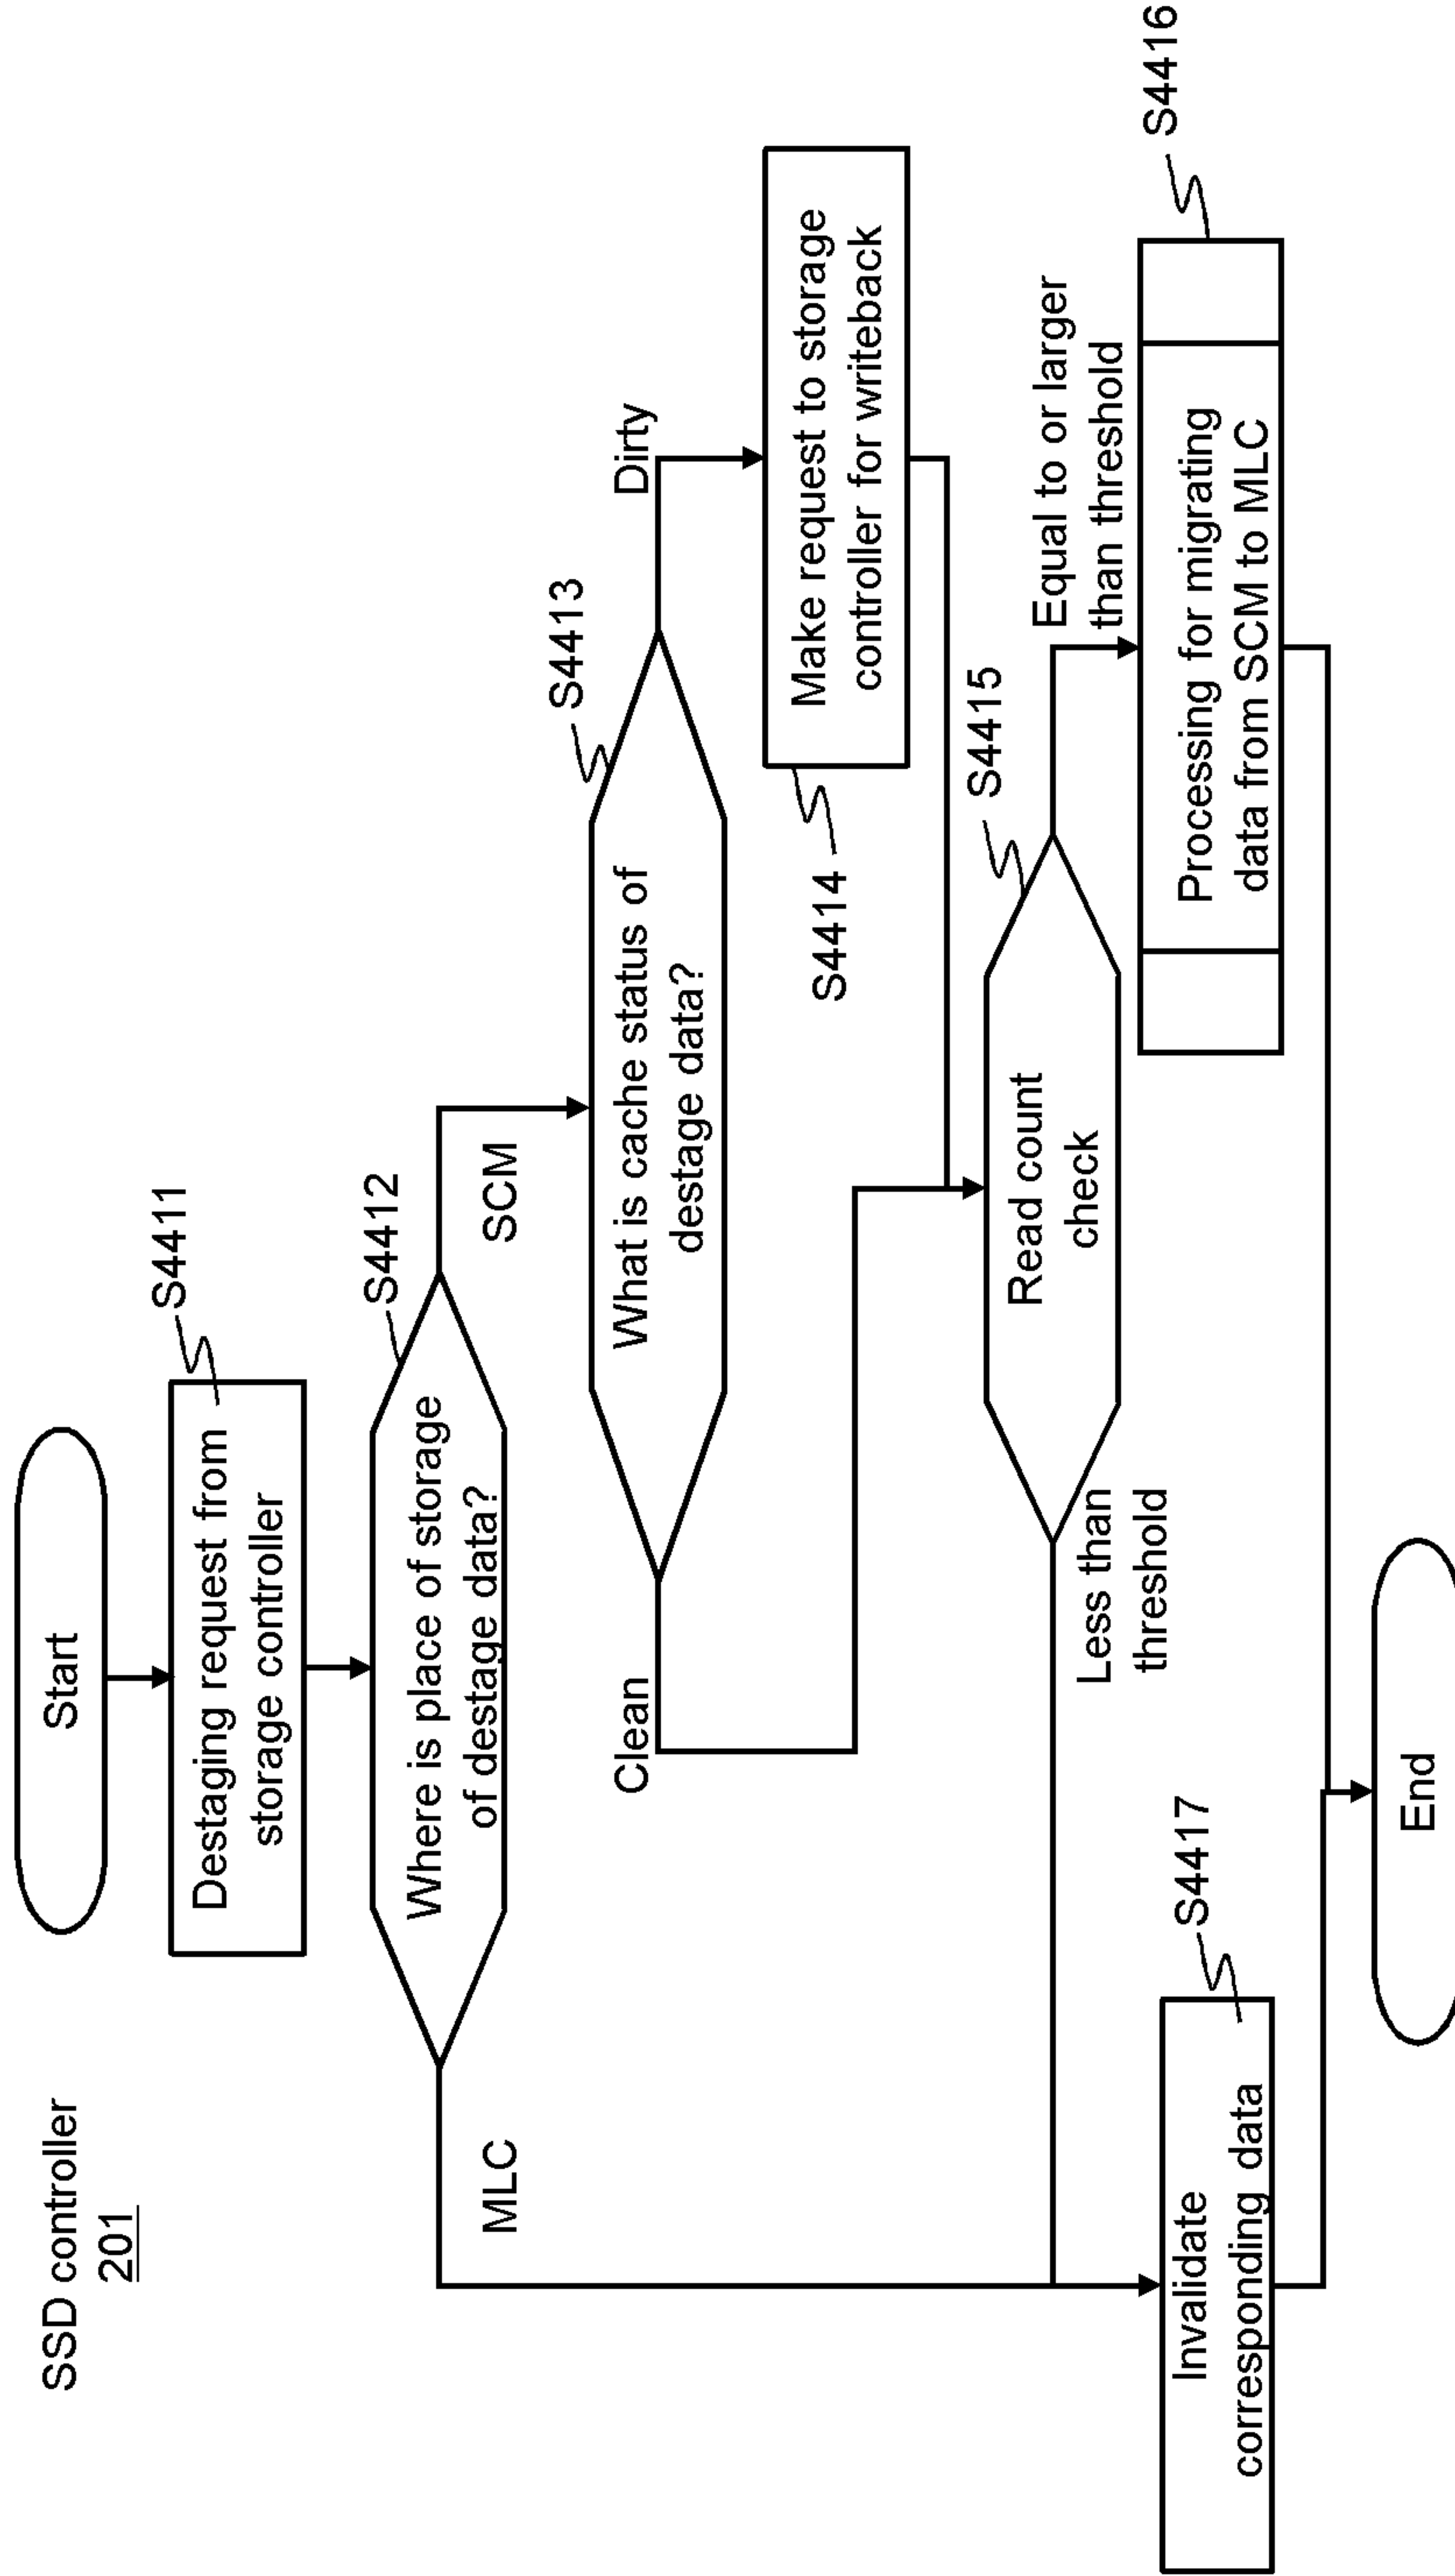 SSD controller
201
Start
Destaging request from
storage controller
S4411
Where is place of storage
of destage data?
S4412
MLC
SCM
What is cache status of
destage data?
S4413
Clean
Dirty
Make request to storage
controller for writeback
S4414
Read count
check
S4415
Less than
threshold
Equal to or larger
than threshold
Processing for migrating
data from SCM to MLC
S4416
Invalidate
corresponding data
S4417
End